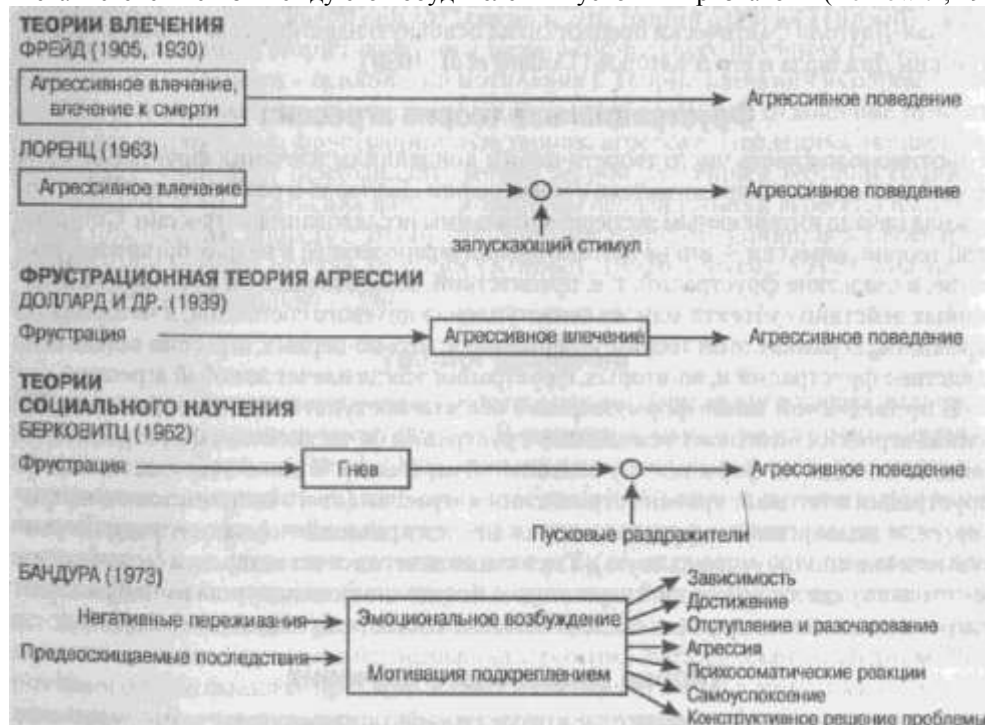 ТЕОРИИ ВЛЕЧЕНИЯ
ФРЕЙД (1905, 1930)
Агрессивное влечение,
влечение к смерти
Агрессивное поведение
ЛОРЕНЦ (1963)
Агрессивное влечение
Агрессивное поведение
запускающий стимул
ФРУСТРАЦИОННАЯ ТЕОРИЯ АГРЕССИИ
ДОЛЛАРД И ДР. (1939)
Фрустрация
Агрессивное влечение
Агрессивное поведение
ТЕОРИИ
СОЦИАЛЬНОГО НАУЧЕНИЯ
БЕРКОВИТЦ (1962)
Фрустрация
Гнев
Агрессивное поведение
Пусковые раздражители
БАНДУРА (1973)
Негативные переживания
Предвосхищаемые последствия
Эмоциональное возбуждение
Мотивация подкреплением
Зависимость
Достижение
Отступление и разочарование
Агрессия
Психосоматические реакции
Самоуспокоение
Конструктивное решение проблемы